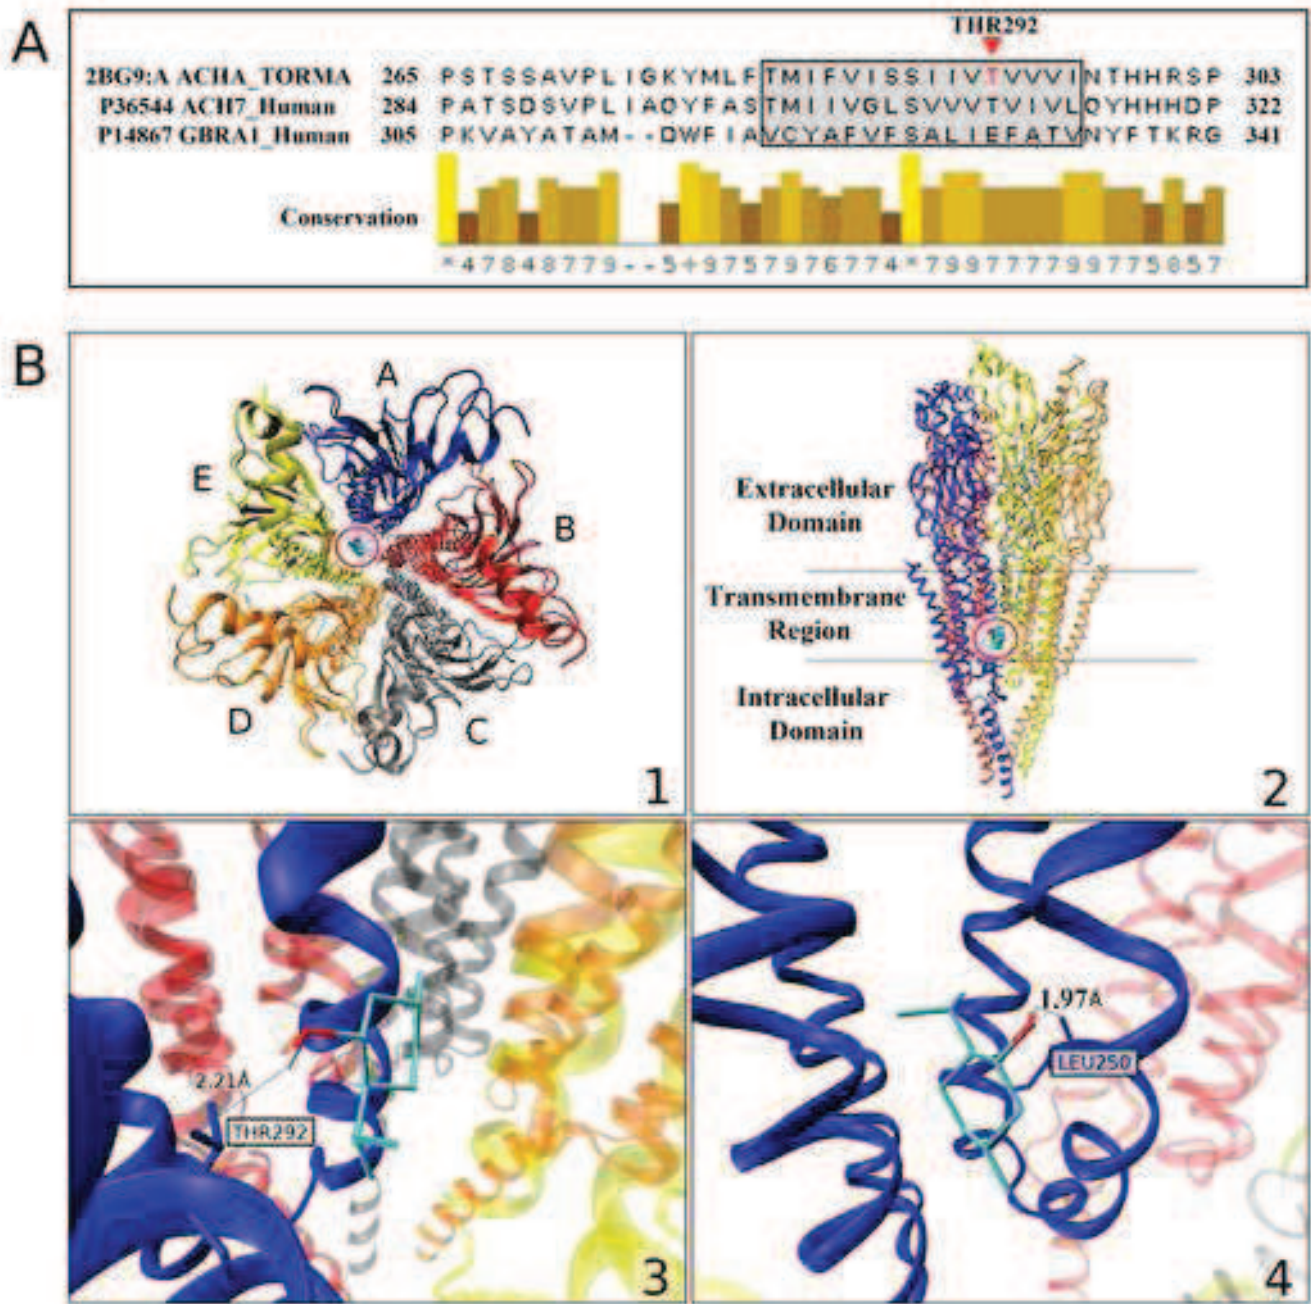 A
THR292
2BG9:A ACHA_TORMA 265 PSTSSAVPLIGKYMLFTMIFVISSIIVTVVVINTHHRSP 303
P36544 ACH7_Human 284 PATSDSVPLIAQYFASTMIIVGLSVVVTVIVLQYHHHDP 322
P14867 GBRA1_Human 305 PKVAYATAM--DWFIAVCYAFVFSALIEFATVNYFTKRG 341
Conservation
*47848779--5+9757976774*799777799775857
B
A
B
C
D
E
1
Extracellular
Domain
Transmembrane
Region
Intracellular
Domain
2
2.21Å
THR292
3
1.97Å
LEU250
4